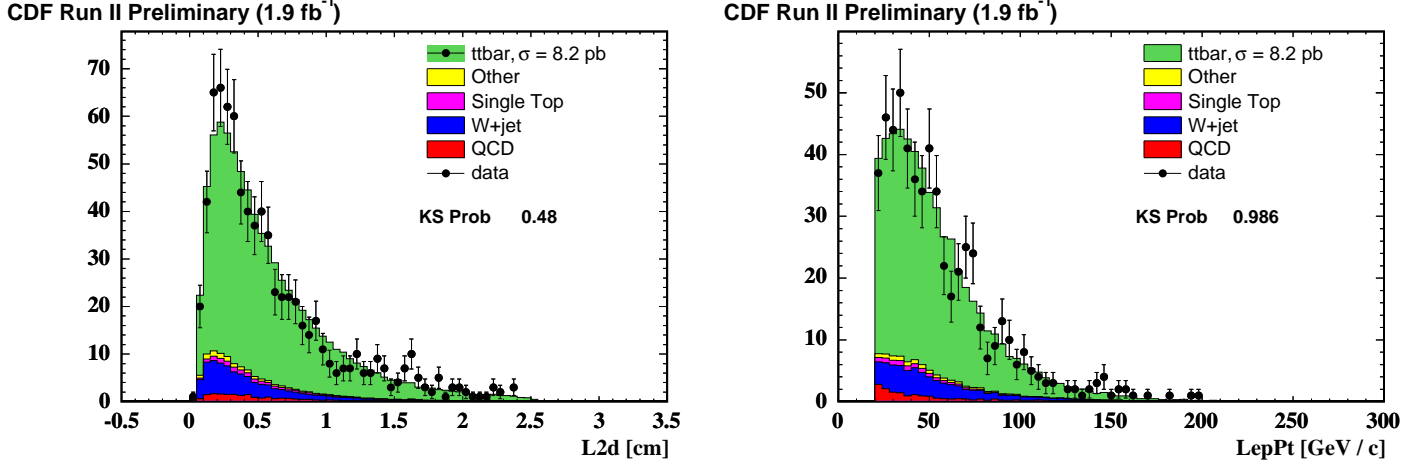 CDF Run II Preliminary (1.9 fb⁻¹)
ttbar, σ = 8.2 pb
Other
Single Top
W+jet
QCD
data
KS Prob 0.48
70
60
50
40
30
20
10
0
-0.5 0 0.5 1 1.5 2 2.5 3 3.5
L2d [cm]
CDF Run II Preliminary (1.9 fb⁻¹)
ttbar, σ = 8.2 pb
Other
Single Top
W+jet
QCD
data
KS Prob 0.986
50
40
30
20
10
0
0 50 100 150 200 250 300
LepPt [GeV / c]